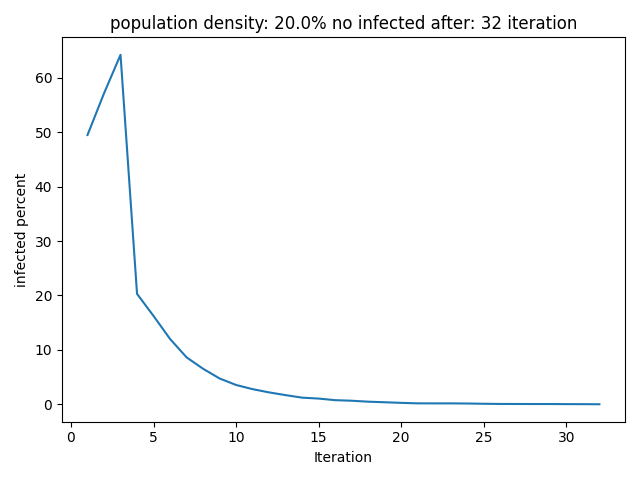 population density: 20.0% no infected after: 32 iteration
infected percent
60
50
40
30
20
10
0
0 5 10 15 20 25 30
Iteration